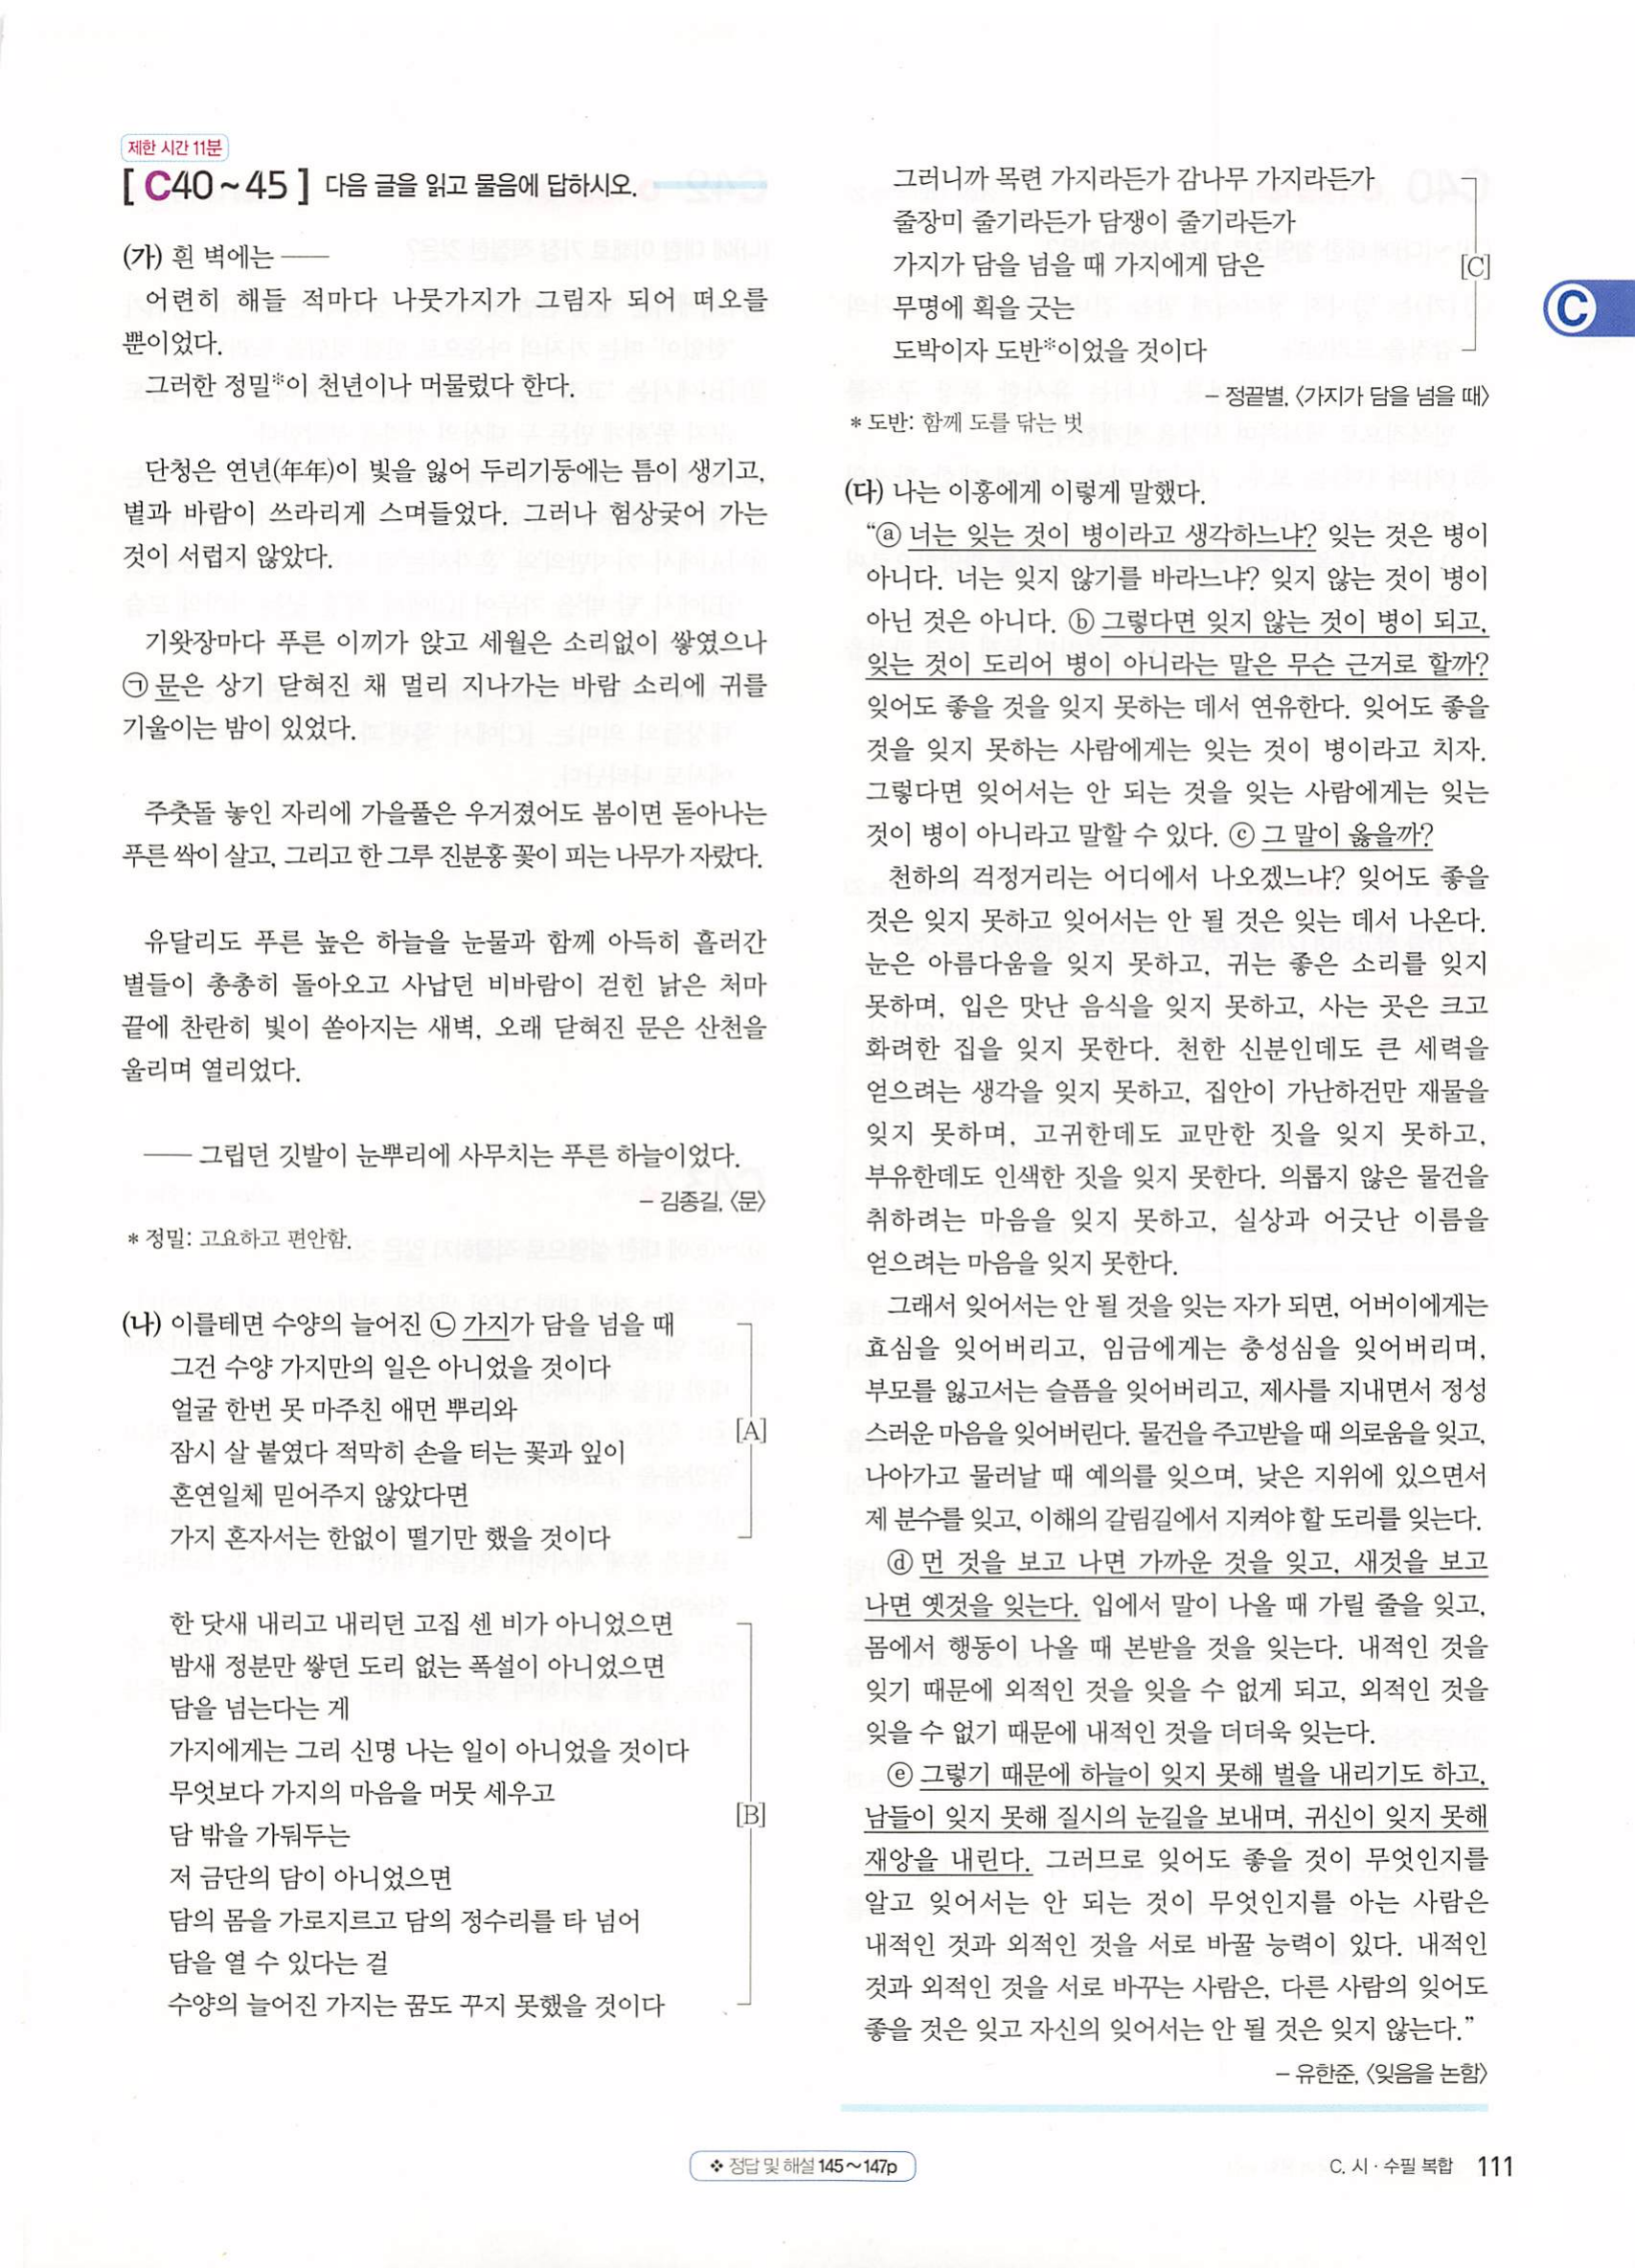 제한 시간 11분
[ C40 ~ 45 ] 다음 글을 읽고 물음에 답하시오.
(가) 흰 벽에는 ──
어련히 해들 적마다 나뭇가지가 그림자 되어 떠오를
뿐이었다.
그러한 정밀*이 천년이나 머물렀다 한다.
단청은 연년(年年)이 빛을 잃어 두리기둥에는 틈이 생기고,
볕과 바람이 쓰라리게 스며들었다. 그러나 험상궂어 가는
것이 서럽지 않았다.
기왓장마다 푸른 이끼가 앉고 세월은 소리없이 쌓였으나
㉠ 문은 상기 닫혀진 채 멀리 지나가는 바람 소리에 귀를
기울이는 밤이 있었다.
주춧돌 놓인 자리에 가을풀은 우거졌어도 봄이면 돋아나는
푸른 싹이 살고, 그리고 한 그루 진분홍 꽃이 피는 나무가 자랐다.
유달리도 푸른 높은 하늘을 눈물과 함께 아득히 흘러간
별들이 총총히 돌아오고 사납던 비바람이 걷힌 낡은 처마
끝에 찬란히 빛이 쏟아지는 새벽, 오래 닫혀진 문은 산천을
울리며 열리었다.
── 그립던 깃발이 눈뿌리에 사무치는 푸른 하늘이었다.
– 김종길, 〈문〉
* 정밀: 고요하고 편안함.
(나) 이를테면 수양의 늘어진 ㉡ 가지가 담을 넘을 때
그건 수양 가지만의 일은 아니었을 것이다
얼굴 한번 못 마주친 애먼 뿌리와
잠시 살 붙였다 적막히 손을 터는 꽃과 잎이
혼연일체 믿어주지 않았다면
가지 혼자서는 한없이 떨기만 했을 것이다
[A]
한 닷새 내리고 내리던 고집 센 비가 아니었으면
밤새 정분만 쌓던 도리 없는 폭설이 아니었으면
담을 넘는다는 게
가지에게는 그리 신명 나는 일이 아니었을 것이다
무엇보다 가지의 마음을 머뭇 세우고
담 밖을 가둬두는
저 금단의 담이 아니었으면
담의 몸을 가로지르고 담의 정수리를 타 넘어
담을 열 수 있다는 걸
수양의 늘어진 가지는 꿈도 꾸지 못했을 것이다
[B]
그러니까 목련 가지라든가 감나무 가지라든가
줄장미 줄기라든가 담쟁이 줄기라든가
가지가 담을 넘을 때 가지에게 담은
무명에 획을 긋는
도박이자 도반*이었을 것이다
[C]
– 정끝별, 〈가지가 담을 넘을 때〉
* 도반: 함께 도를 닦는 벗.
(다) 나는 이홍에게 이렇게 말했다.
“ⓐ 너는 잊는 것이 병이라고 생각하느냐? 잊는 것은 병이
아니다. 너는 잊지 않기를 바라느냐? 잊지 않는 것이 병이
아닌 것은 아니다. ⓑ 그렇다면 잊지 않는 것이 병이 되고,
잊는 것이 도리어 병이 아니라는 말은 무슨 근거로 할까?
잊어도 좋을 것을 잊지 못하는 데서 연유한다. 잊어도 좋을
것을 잊지 못하는 사람에게는 잊는 것이 병이라고 치자.
그렇다면 잊어서는 안 되는 것을 잊는 사람에게는 잊는
것이 병이 아니라고 말할 수 있다. ⓒ 그 말이 옳을까?
천하의 걱정거리는 어디에서 나오겠느냐? 잊어도 좋을
것은 잊지 못하고 잊어서는 안 될 것은 잊는 데서 나온다.
눈은 아름다움을 잊지 못하고, 귀는 좋은 소리를 잊지
못하며, 입은 맛난 음식을 잊지 못하고, 사는 곳은 크고
화려한 집을 잊지 못한다. 천한 신분인데도 큰 세력을
얻으려는 생각을 잊지 못하고, 집안이 가난하건만 재물을
잊지 못하며, 고귀한데도 교만한 짓을 잊지 못하고,
부유한데도 인색한 짓을 잊지 못한다. 의롭지 않은 물건을
취하려는 마음을 잊지 못하고, 실상과 어긋난 이름을
얻으려는 마음을 잊지 못한다.
그래서 잊어서는 안 될 것을 잊는 자가 되면, 어버이에게는
효심을 잊어버리고, 임금에게는 충성심을 잊어버리며,
부모를 잃고서는 슬픔을 잊어버리고, 제사를 지내면서 정성
스러운 마음을 잊어버린다. 물건을 주고받을 때 의로움을 잊고,
나아가고 물러날 때 예의를 잊으며, 낮은 지위에 있으면서
제 분수를 잊고, 이해의 갈림길에서 지켜야 할 도리를 잊는다.
ⓓ 먼 것을 보고 나면 가까운 것을 잊고, 새것을 보고
나면 옛것을 잊는다. 입에서 말이 나올 때 가릴 줄을 잊고,
몸에서 행동이 나올 때 본받을 것을 잊는다. 내적인 것을
잊기 때문에 외적인 것을 잊을 수 없게 되고, 외적인 것을
잊을 수 없기 때문에 내적인 것을 더더욱 잊는다.
ⓔ 그렇기 때문에 하늘이 잊지 못해 벌을 내리기도 하고,
남들이 잊지 못해 질시의 눈길을 보내며, 귀신이 잊지 못해
재앙을 내린다. 그러므로 잊어도 좋을 것이 무엇인지를
알고 잊어서는 안 되는 것이 무엇인지를 아는 사람은
내적인 것과 외적인 것을 서로 바꿀 능력이 있다. 내적인
것과 외적인 것을 서로 바꾸는 사람은, 다른 사람의 잊어도
좋을 것은 잊고 자신의 잊어서는 안 될 것은 잊지 않는다.”
– 유한준, 〈잊음을 논함〉
C
❖ 정답 및 해설 145~147p
C. 시 · 수필 복합 111